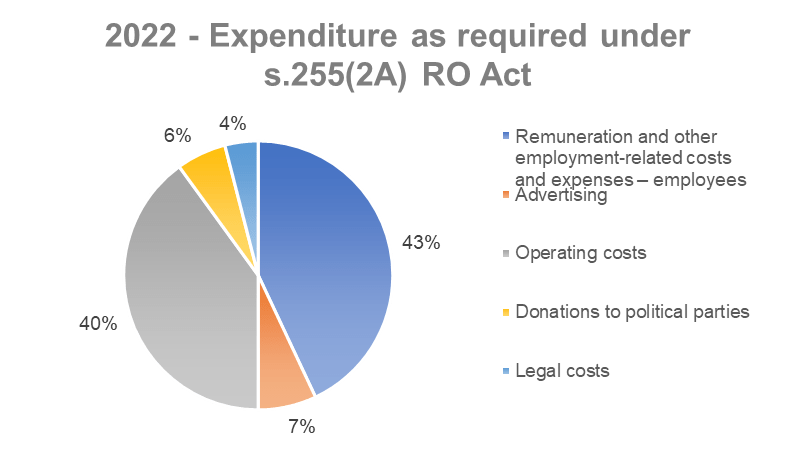 2022 - Expenditure as required under
s.255(2A) RO Act
4%
6%
43%
40%
7%
Remuneration and other
employment-related costs
and expenses – employees
Advertising
Operating costs
Donations to political parties
Legal costs